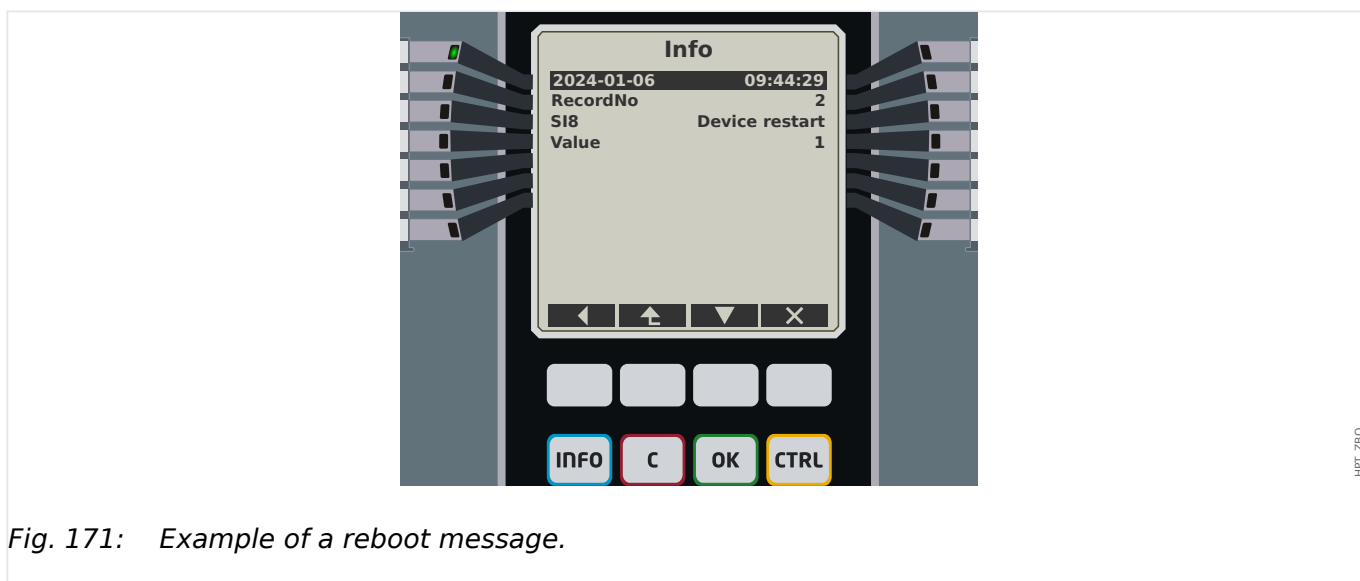 Info
2024-01-06 09:44:29
RecordNo 2
SI8 Device restart
Value 1
INFO C OK CTRL
HPT_ZBO
Fig. 171: Example of a reboot message.